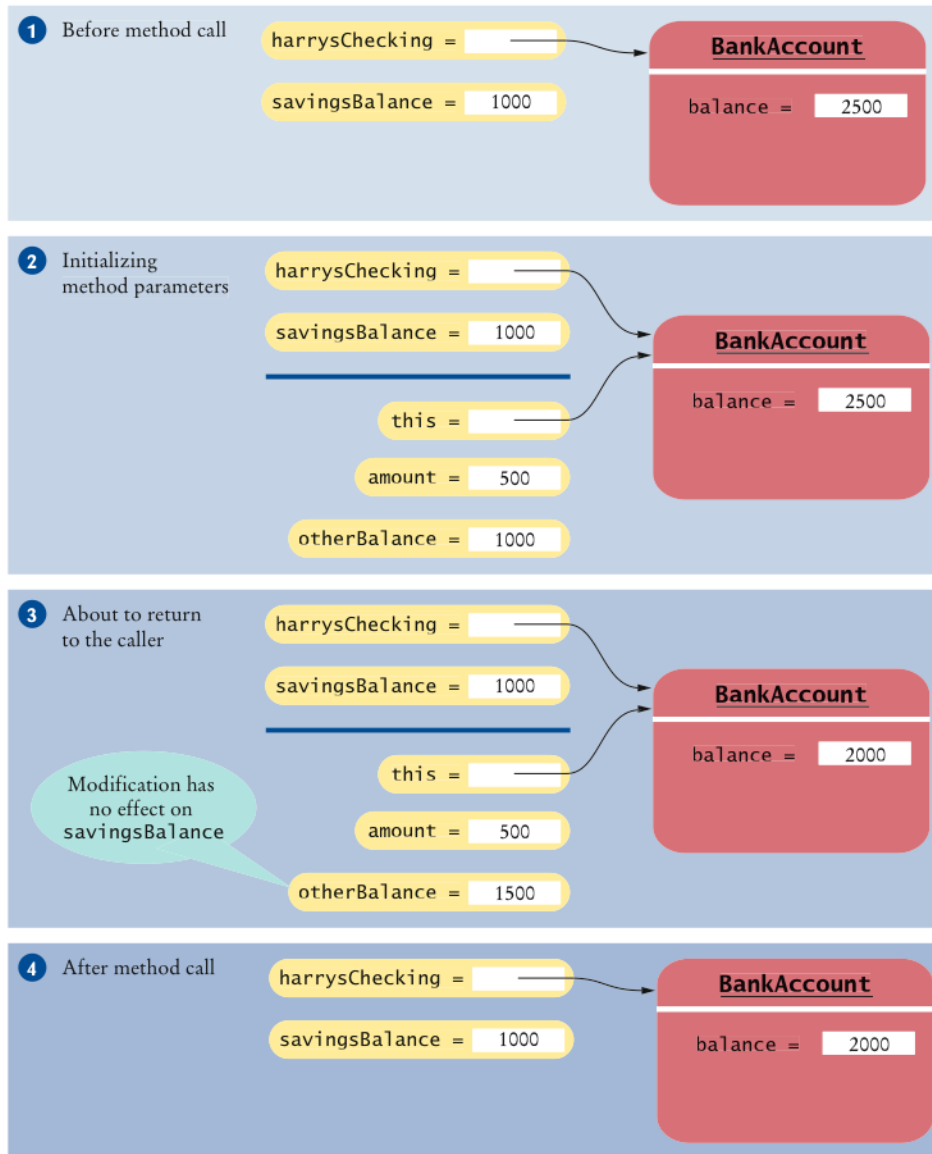 1 Before method call
harrysChecking =
savingsBalance = 1000
BankAccount
balance = 2500
2 Initializing
method parameters
harrysChecking =
savingsBalance = 1000
this =
amount = 500
otherBalance = 1000
BankAccount
balance = 2500
3 About to return
to the caller
harrysChecking =
savingsBalance = 1000
this =
amount = 500
otherBalance = 1500
Modification has
no effect on
savingsBalance
BankAccount
balance = 2000
4 After method call
harrysChecking =
savingsBalance = 1000
BankAccount
balance = 2000